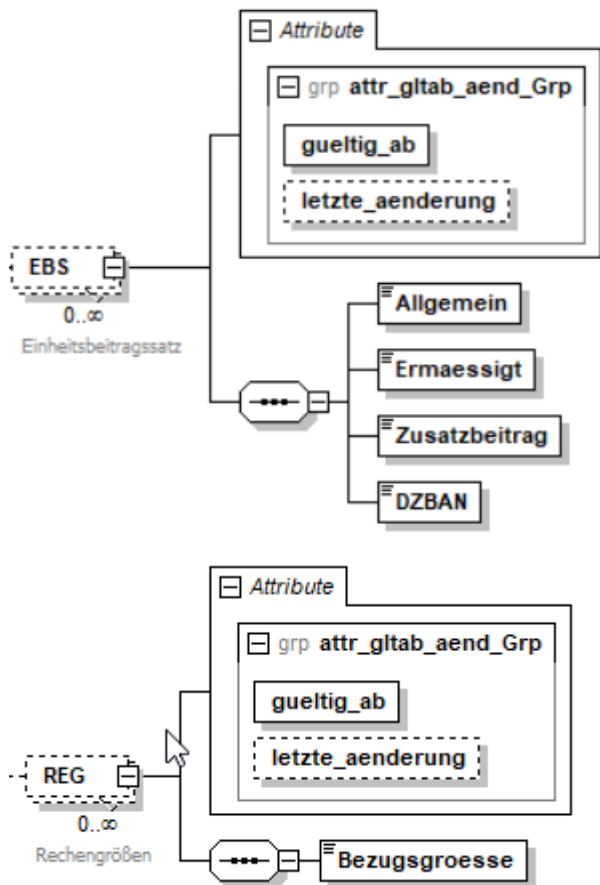 Attribute
grp attr_gltab_aend_Grp
gueltig_ab
letzte_aenderung
EBS
0..∞
Einheitsbeitragssatz
Allgemein
Ermaessigt
Zusatzbeitrag
DZBAN
Attribute
grp attr_gltab_aend_Grp
gueltig_ab
letzte_aenderung
REG
0..∞
Rechengrößen
Bezugsgroesse